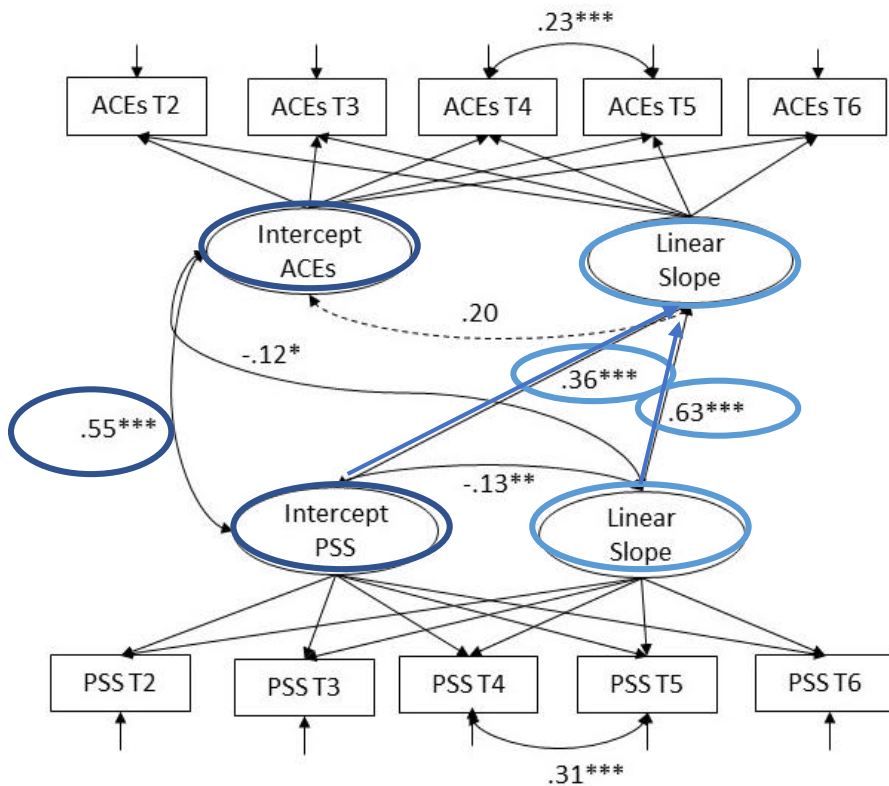 .23***
ACEs T2
ACEs T3
ACEs T4
ACEs T5
ACEs T6
Intercept
ACEs
Linear
Slope
.20
-.12*
.36***
.63***
.55***
-.13**
Intercept
PSS
Linear
Slope
PSS T2
PSS T3
PSS T4
PSS T5
PSS T6
.31***